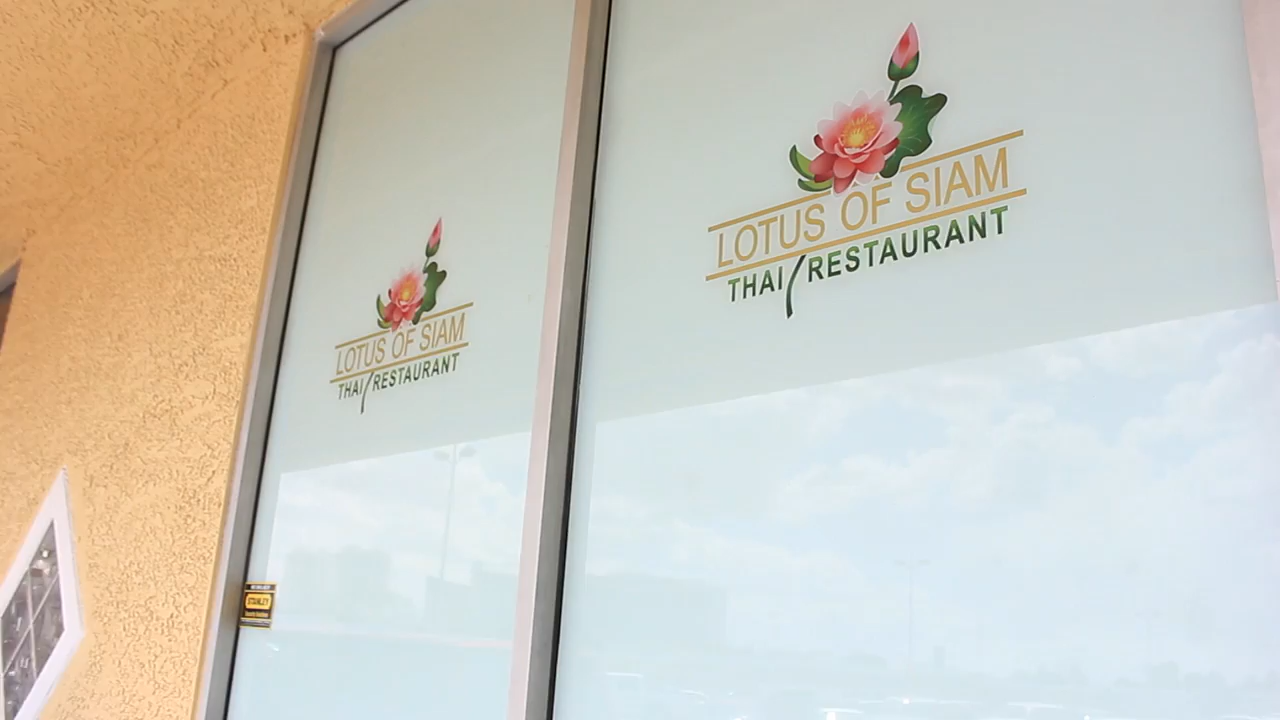 LOTUS OF SIAM
THAI RESTAURANT
LOTUS OF SIAM
THAI RESTAURANT
STANLEY